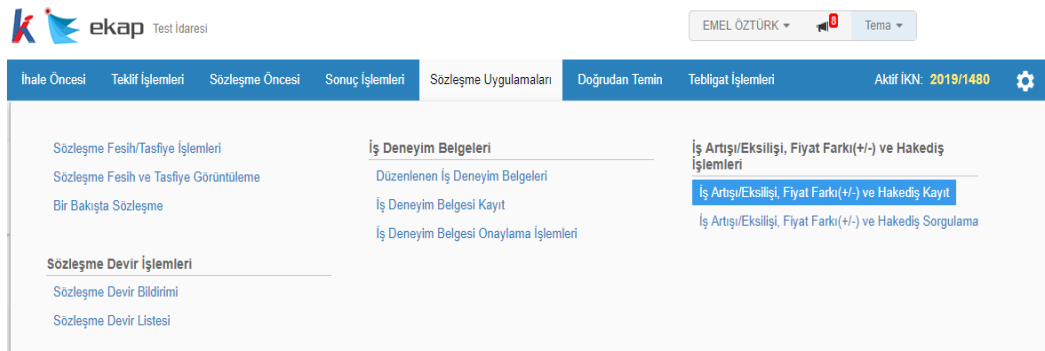 ekap Test İdaresi
EMEL ÖZTÜRK
8
Tema
İhale Öncesi
Teklif İşlemleri
Sözleşme Öncesi
Sonuç İşlemleri
Sözleşme Uygulamaları
Doğrudan Temin
Tebligat İşlemleri
Aktif İKN: 2019/1480
Sözleşme Fesih/Tasfiye İşlemleri
Sözleşme Fesih ve Tasfiye Görüntüleme
Bir Bakışta Sözleşme
Sözleşme Devir İşlemleri
Sözleşme Devir Bildirimi
Sözleşme Devir Listesi
İş Deneyim Belgeleri
Düzenlenen İş Deneyim Belgeleri
İş Deneyim Belgesi Kayıt
İş Deneyim Belgesi Onaylama İşlemleri
İş Artışı/Eksilişi, Fiyat Farkı(+/-) ve Hakediş
İşlemleri
İş Artışı/Eksilişi, Fiyat Farkı(+/-) ve Hakediş Kayıt
İş Artışı/Eksilişi, Fiyat Farkı(+/-) ve Hakediş Sorgulama